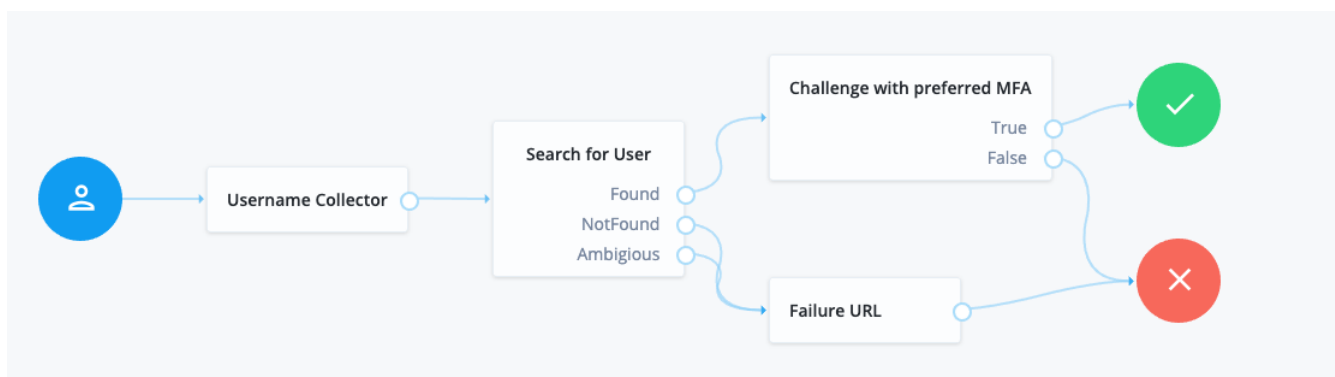 Username Collector
Search for User
Found
NotFound
Ambigious
Challenge with preferred MFA
True
False
Failure URL